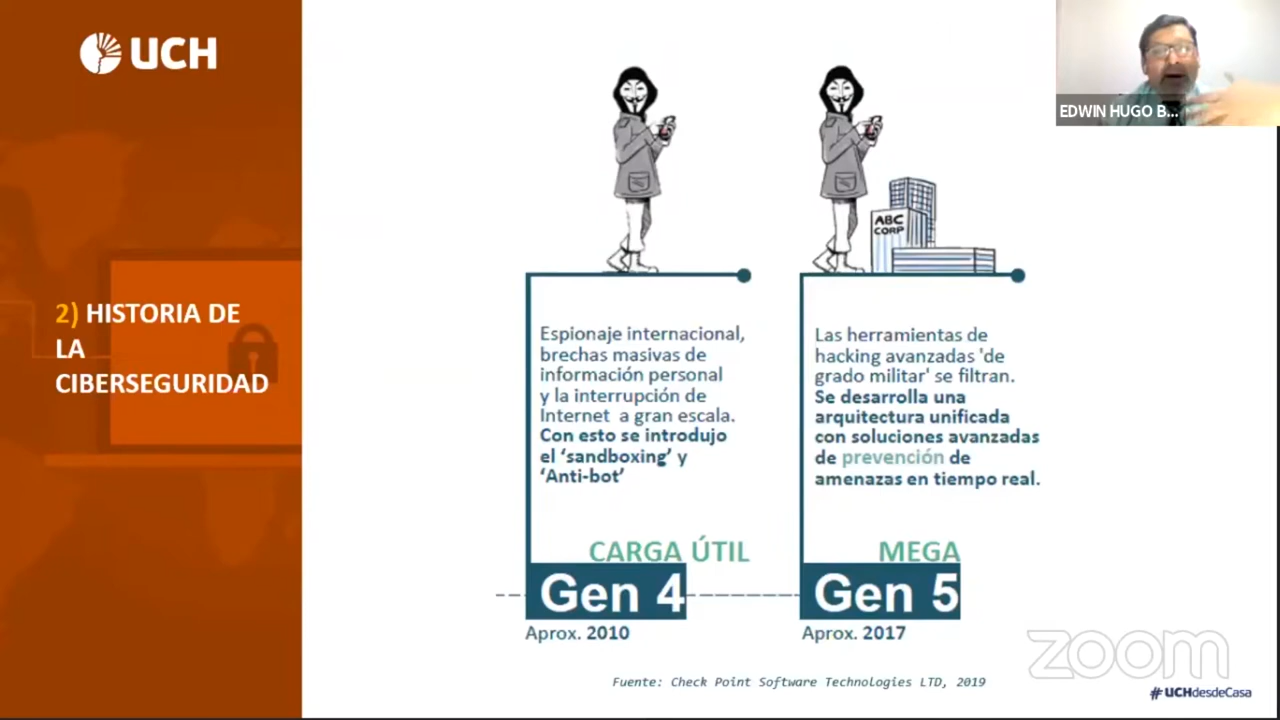 UCH
EDWIN HUGO B...
2) HISTORIA DE
LA
CIBERSEGURIDAD
ABC
CORP
Espionaje internacional,
brechas masivas de
información personal
y la interrupción de
Internet a gran escala.
Con esto se introdujo
el ‘sandboxing’ y
‘Anti-bot’
CARGA ÚTIL
Gen 4
Aprox. 2010
Las herramientas de
hacking avanzadas 'de
grado militar' se filtran.
Se desarrolla una
arquitectura unificada
con soluciones avanzadas
de prevención de
amenazas en tiempo real.
MEGA
Gen 5
Aprox. 2017
Fuente: Check Point Software Technologies LTD, 2019
zoom
#UCHdesdeCasa